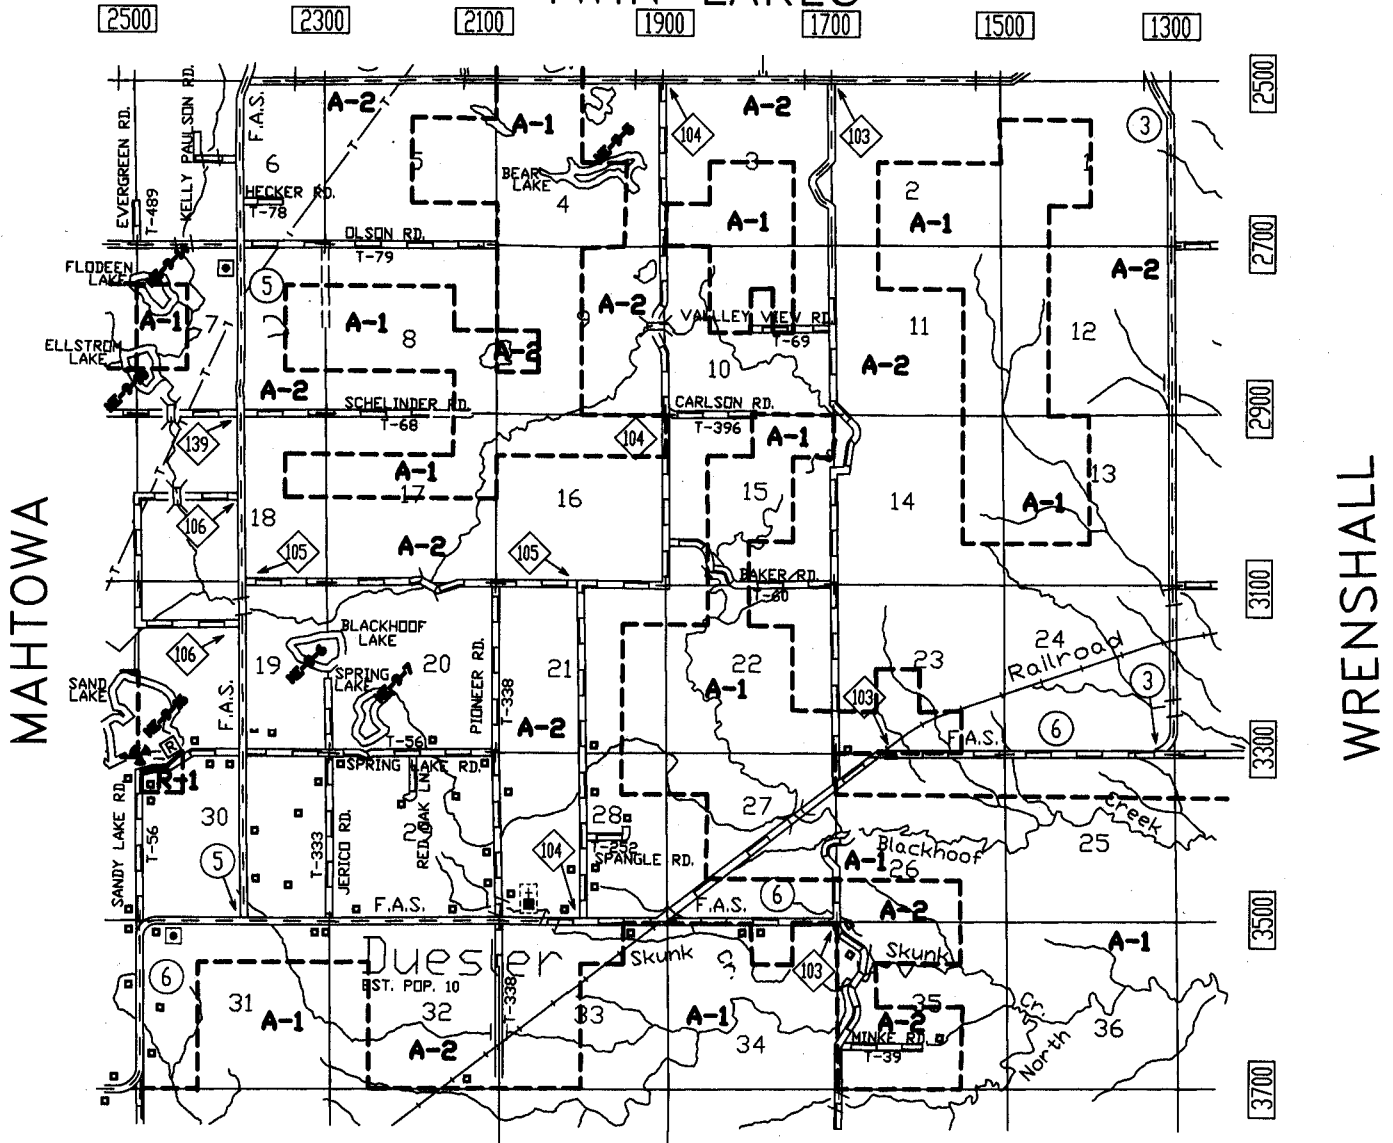 TWIN LAKES
2500 2300 2100 1900 1700 1500 1300
2500
2700
2900
3100
3300
3500
3700
MAHTOWA
WRENSHALL
EVERGREEN RD.
T-489
KELLY PAULSON RD.
F.A.S.
A-2
A-1
A-2
104
103
3
6
5
4
3
2
1
BEAR
LAKE
HECKER RD.
T-78
A-1
A-1
OLSON RD.
T-79
A-2
FLODEEN
LAKE
5
A-1
7
A-1
8
A-2
9
VALLLEY VIEW RD.
T-69
11
12
ELLSTROM
LAKE
A-2
10
A-2
A-2
SCHELINDER RD.
T-68
CARLSON RD.
T-396
139
104
A-1
A-1
17
16
15
14
13
A-1
106
18
105
A-2
105
BAKER RD.
T-60
BLACKHOOF
LAKE
106
19
20
21
22
23
24
Railroad
SPRING
LAKE
SAND
LAKE
F.A.S.
PIONEER RD.
T-338
A-1
103
3
A-2
T-56
SPRING LAKE RD.
F.A.S.
6
R
R-1
SANDY LAKE RD.
T-56
30
T-333
JERICO RD.
RED OAK LN.
28
T-252
SPANGLE RD.
27
Creek
25
5
104
Blackhoof
A-1
26
F.A.S.
F.A.S.
6
A-2
A-1
Duesler
EST. POP. 10
Skunk
Cr.
103
Skunk
6
31
A-1
32
A-2
T-338
33
A-1
34
35
A-2
MINKE RD.
T-39
Cr.
North
36